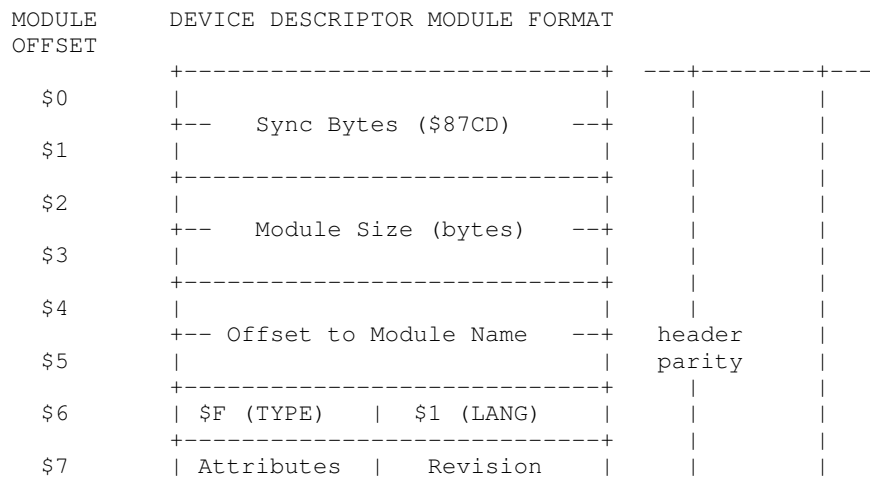 MODULE     DEVICE DESCRIPTOR MODULE FORMAT
OFFSET
           +-----------------------------+  ---+--------+---
  $0       |                             |     |        |
           +--   Sync Bytes ($87CD)    --+     |        |
  $1       |                             |     |        |
           +-----------------------------+     |        |
  $2       |                             |     |        |
           +--   Module Size (bytes)   --+     |        |
  $3       |                             |     |        |
           +-----------------------------+     |        |
  $4       |                             |     |        |
           +-- Offset to Module Name   --+   header     |
  $5       |                             |   parity     |
           +-----------------------------+     |        |
  $6       | $F (TYPE)   |  $1 (LANG)    |     |        |
           +-----------------------------+     |        |
  $7       | Attributes  |   Revision    |     |        |